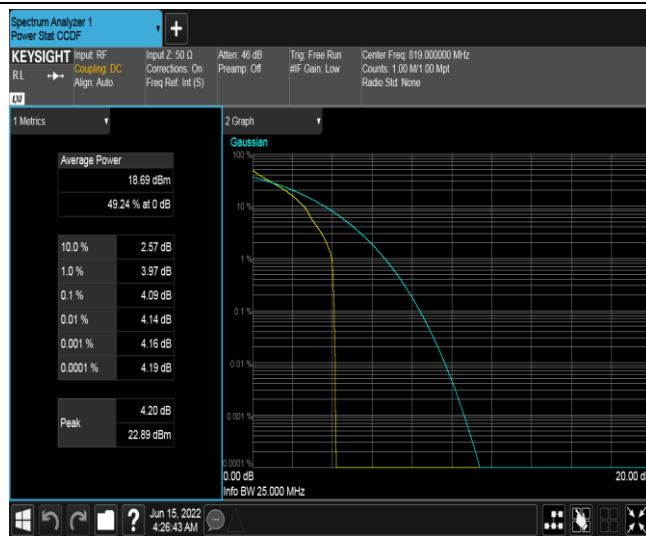 Spectrum Analyzer 1
Power Stat CCDF
+
KEYSIGHT
RL
LXI
Input: RF
Coupling: DC
Align: Auto
Input Z: 50 Ω
Corrections: On
Freq Ref: Int (S)
Atten: 46 dB
Preamp: Off
Trig: Free Run
#IF Gain: Low
Center Freq: 819.000000 MHz
Counts: 1.00 M/1.00 Mpt
Radio Std: None
1 Metrics
Average Power
18.69 dBm
49.24 % at 0 dB
10.0 % 2.57 dB
1.0 % 3.97 dB
0.1 % 4.09 dB
0.01 % 4.14 dB
0.001 % 4.16 dB
0.0001 % 4.19 dB
Peak
4.20 dB
22.89 dBm
2 Graph
Gaussian
100 %
10 %
1 %
0.1 %
0.01 %
0.001 %
0.0001 %
0.00 dB
20.00 d
Info BW 25.000 MHz
?
Jun 15, 2022
4:26:43 AM